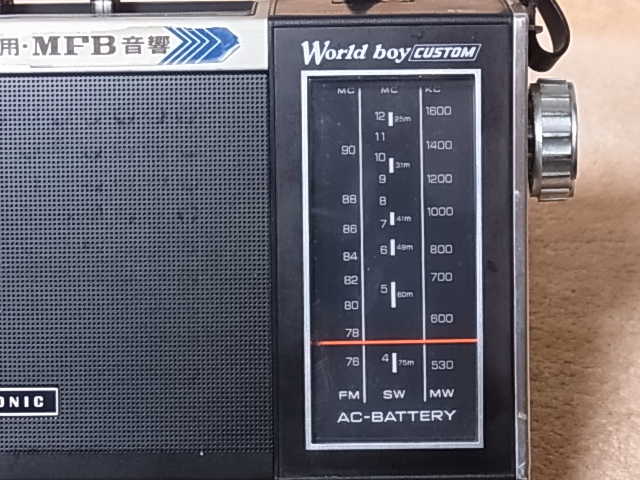 用・MFB音響
World boy CUSTOM
MC MC KC
12 25m 1600
11
90 10 31m 1400
9 1200
88 8
7 41m 1000
86
84 6 49m 800
82 700
80 5 60m
78 600
76 4 75m 530
FM SW MW
AC-BATTERY
ONIC